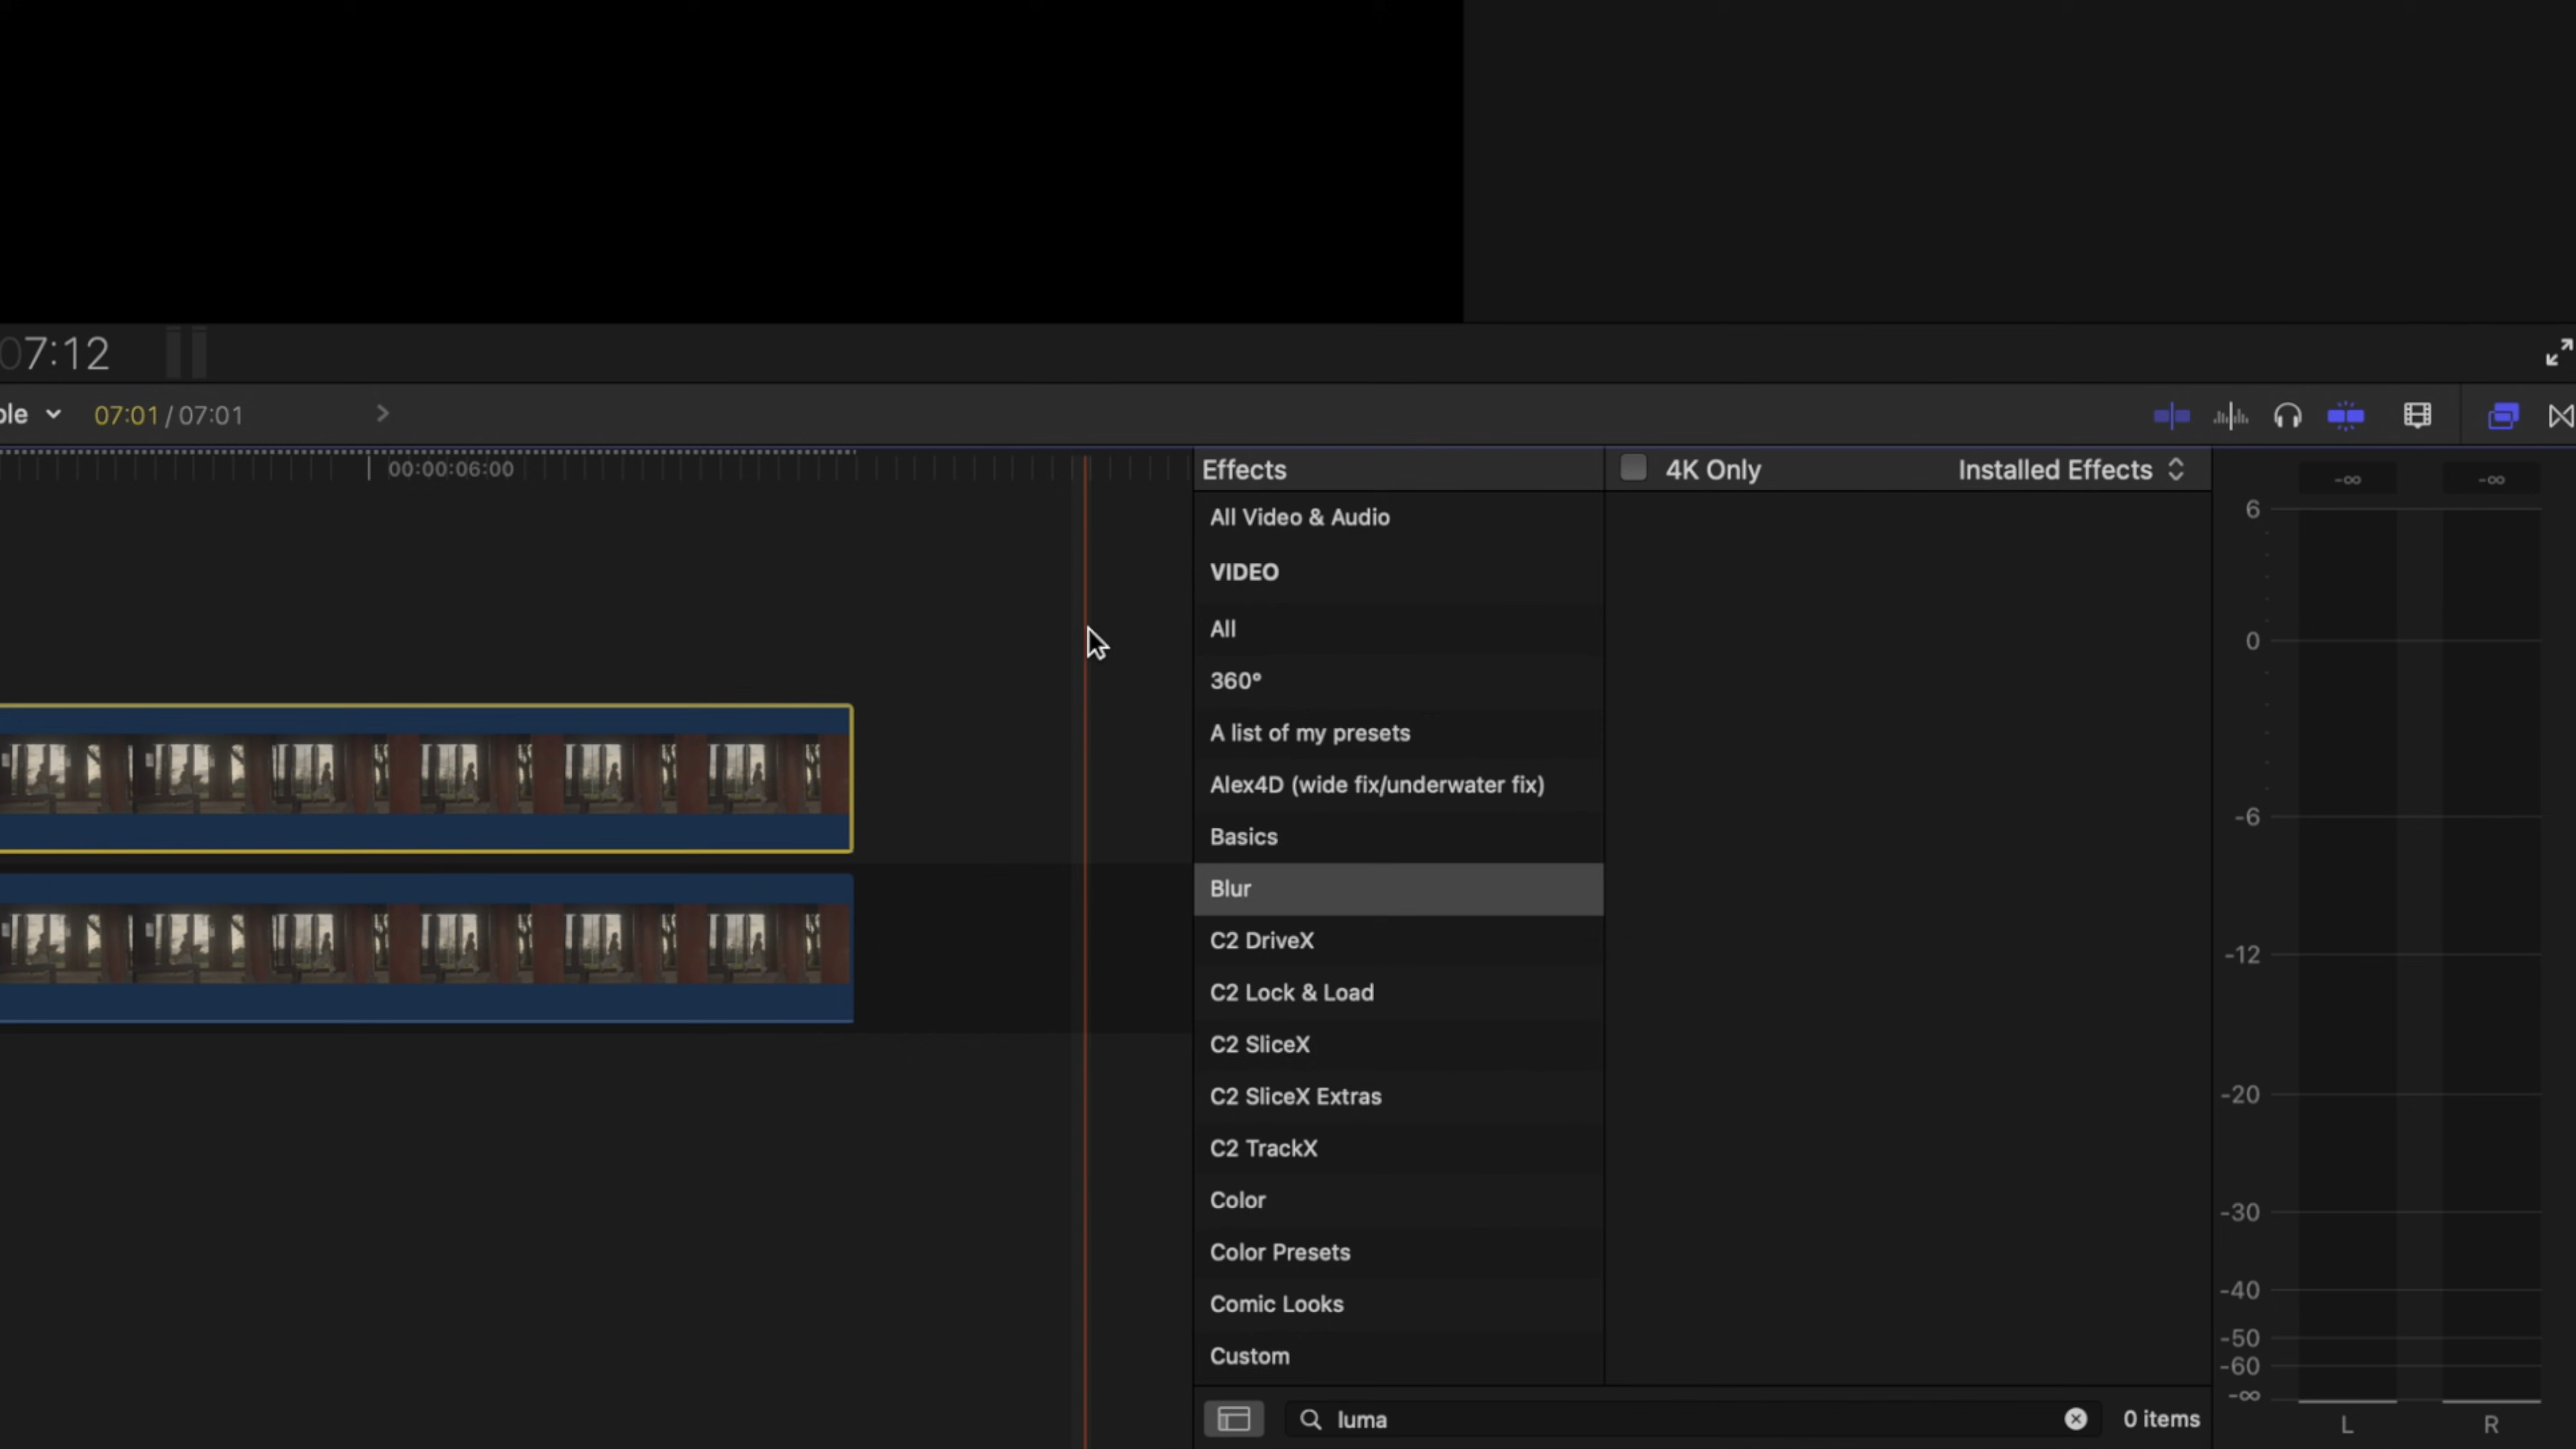 07:12
ple
07:01 / 07:01
00:00:06:00
Effects
4K Only
Installed Effects
All Video & Audio
VIDEO
All
360°
A list of my presets
Alex4D (wide fix/underwater fix)
Basics
Blur
C2 DriveX
C2 Lock & Load
C2 SliceX
C2 SliceX Extras
C2 TrackX
Color
Color Presets
Comic Looks
Custom
luma
0 items
-∞ -∞
6
0
-6
-12
-20
-30
-40
-50
-60
-∞
L R